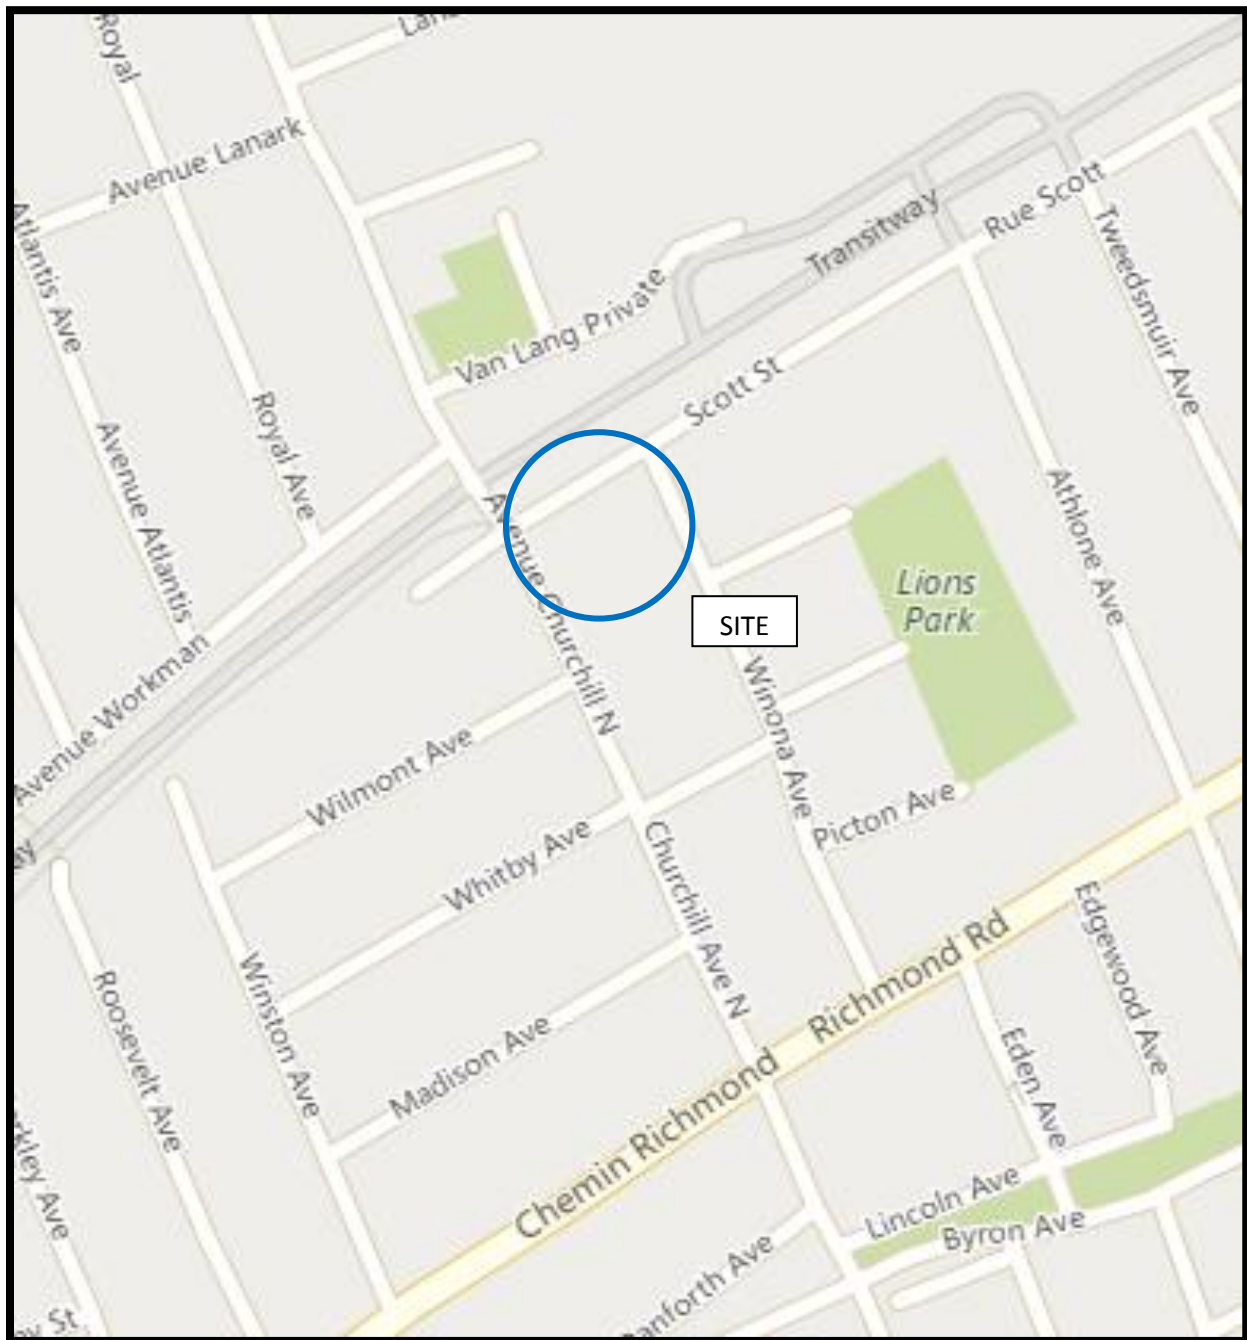 Royal
Avenue Lanark
Atlantis Ave
Rue Scott
Transitway
Tweedsmuir Ave
Van Lang Private
Scott St
Royal Ave
Avenue Atlantis
Avenue Churchill N
Athlone Ave
Lions
Park
SITE
Avenue Workman
Winona Ave
Wilmont Ave
Picton Ave
Whitby Ave
Churchill Ave N
Edgewood Ave
Richmond Rd
Roosevelt Ave
Winston Ave
Madison Ave
Eden Ave
Chemin Richmond
Lincoln Ave
Byron Ave